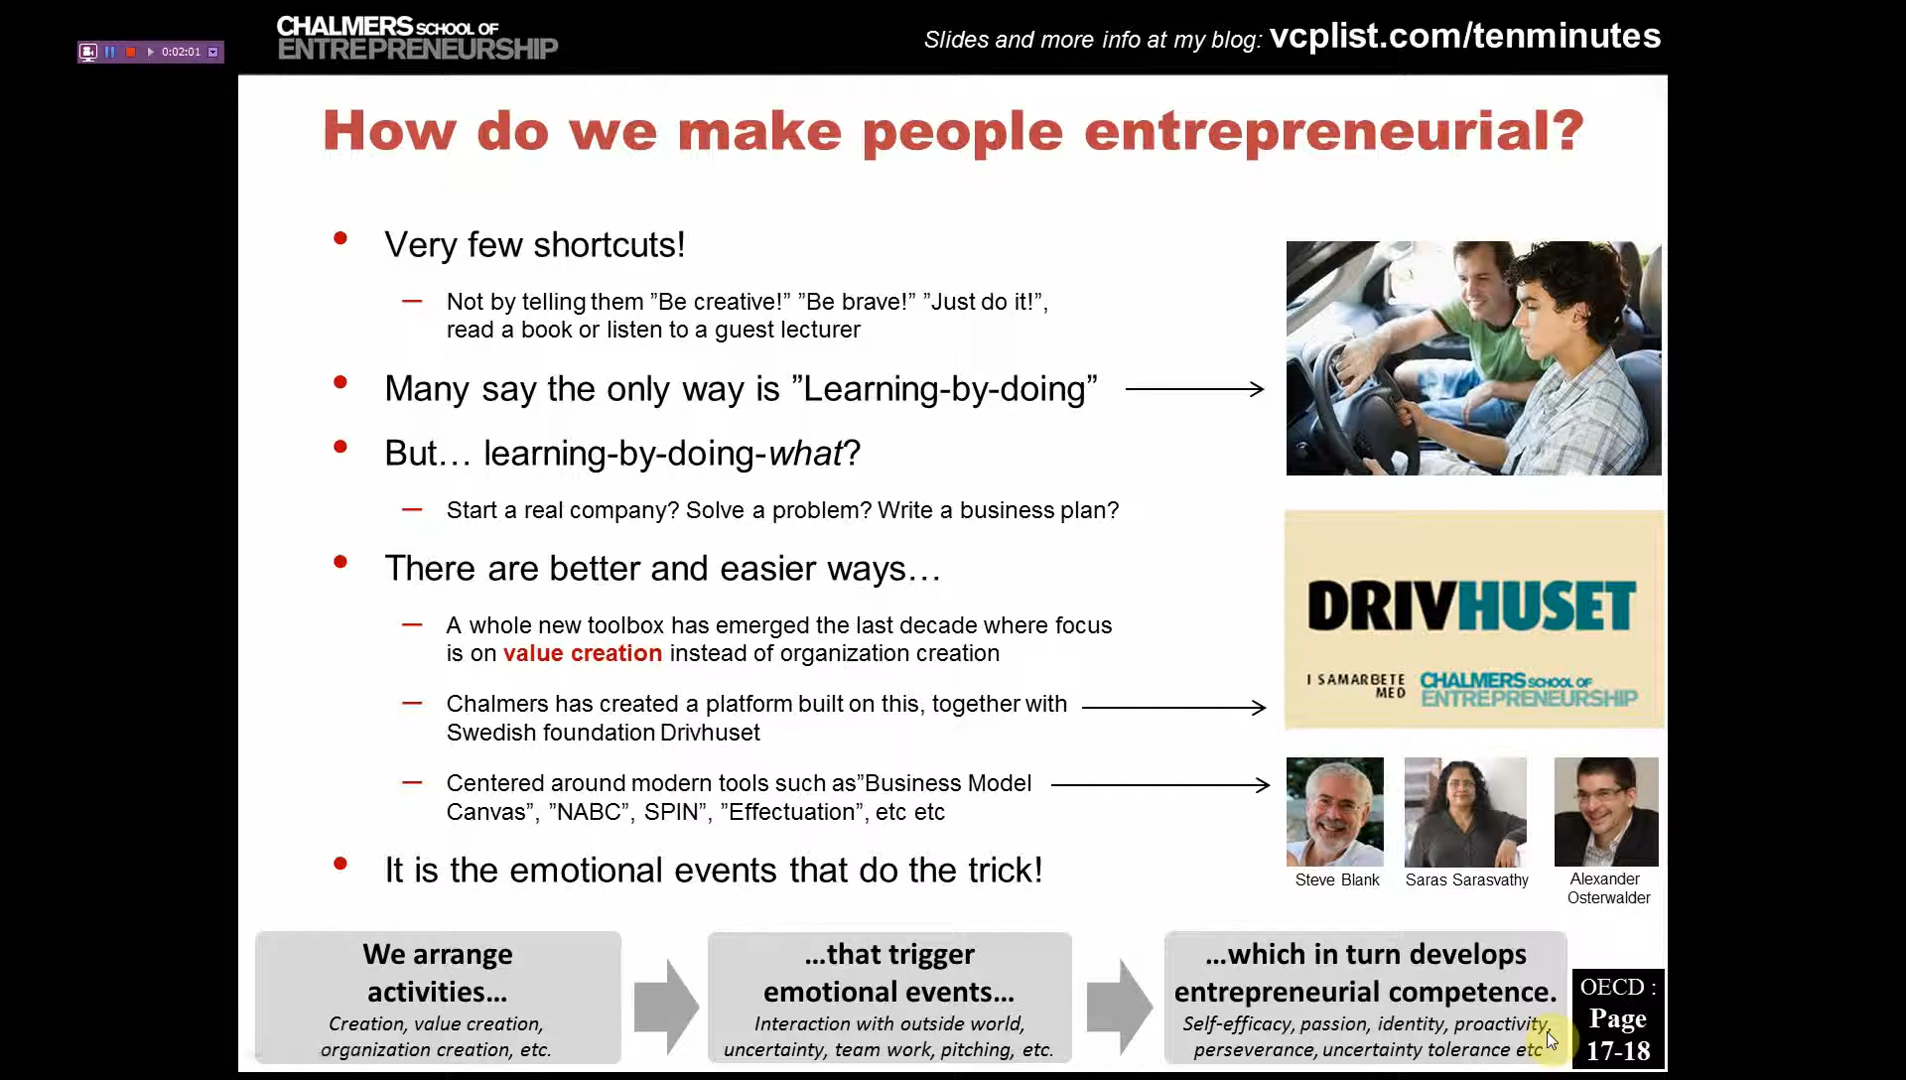 0:02:01
CHALMERS SCHOOL OF
ENTREPRENEURSHIP
Slides and more info at my blog: vcplist.com/tenminutes
How do we make people entrepreneurial?
• Very few shortcuts!
— Not by telling them ”Be creative!” ”Be brave!” ”Just do it!”,
read a book or listen to a guest lecturer
• Many say the only way is ”Learning-by-doing”
• But… learning-by-doing-what?
— Start a real company? Solve a problem? Write a business plan?
• There are better and easier ways…
— A whole new toolbox has emerged the last decade where focus
is on value creation instead of organization creation
— Chalmers has created a platform built on this, together with
Swedish foundation Drivhuset
— Centered around modern tools such as”Business Model
Canvas”, ”NABC”, SPIN”, ”Effectuation”, etc etc
• It is the emotional events that do the trick!
DRIVHUSET
I SAMARBETE
MED
CHALMERS SCHOOL OF
ENTREPRENEURSHIP
Steve Blank
Saras Sarasvathy
Alexander
Osterwalder
We arrange
activities…
Creation, value creation,
organization creation, etc.
…that trigger
emotional events…
Interaction with outside world,
uncertainty, team work, pitching, etc.
…which in turn develops
entrepreneurial competence.
Self-efficacy, passion, identity, proactivity,
perseverance, uncertainty tolerance etc
OECD :
Page
17-18